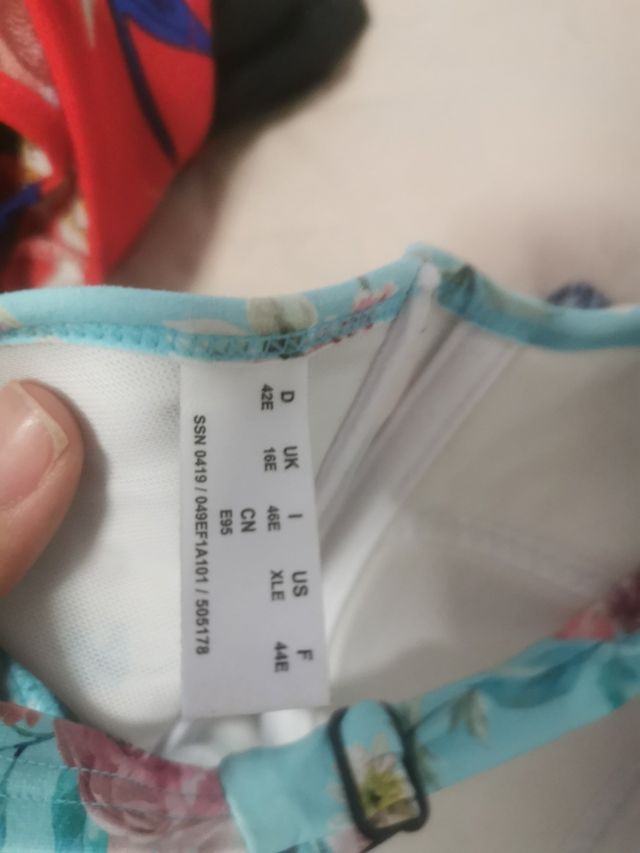 D UK I US F
42E 16E 46E XLE 44E
CN
E95
SSN 0419 / 049EF1A101 / 505178